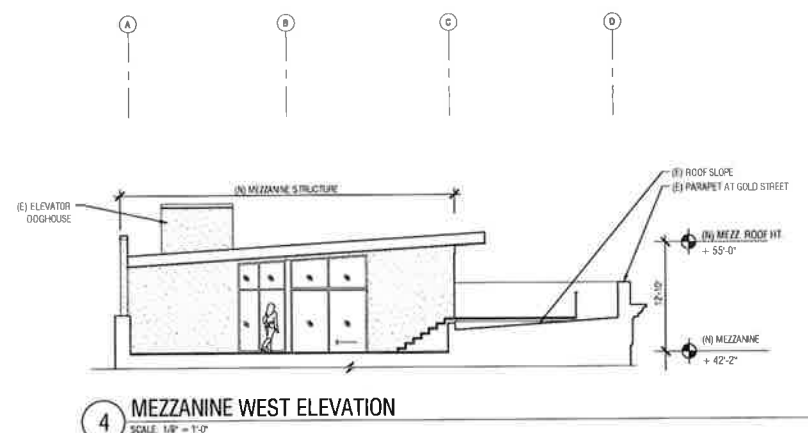 A
B
C
D
(N) MEZZANINE STRUCTURE
(E) ELEVATOR
DOGHOUSE
(E) ROOF SLOPE
(E) PARAPET AT GOLD STREET
(N) MEZZ. ROOF HT.
+ 55'-0"
12'-10"
(N) MEZZANINE
+ 42'-2"
4
MEZZANINE WEST ELEVATION
SCALE: 1/8" = 1'-0"